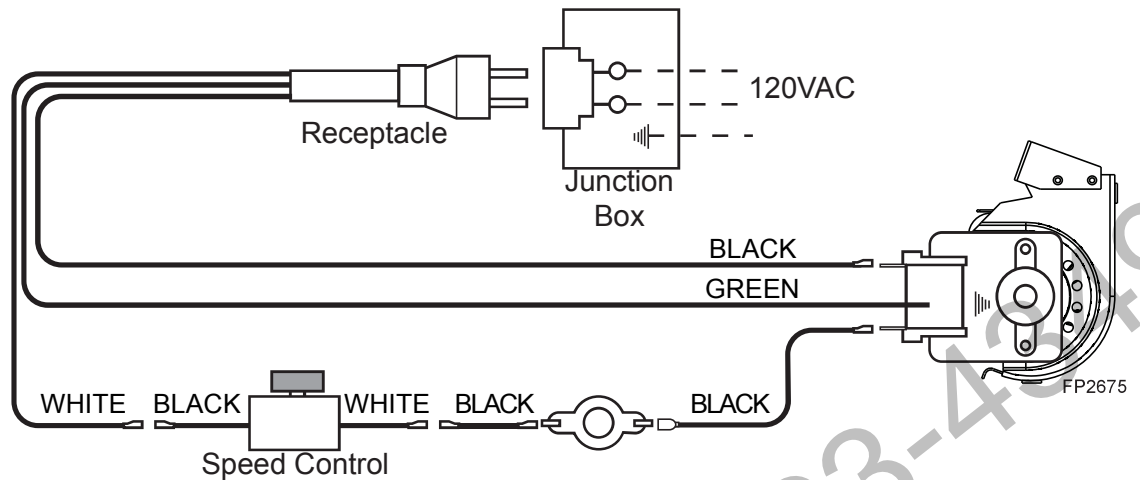 120VAC
Receptacle
Junction
Box
BLACK
GREEN
FP2675
WHITE BLACK WHITE BLACK BLACK
Speed Control